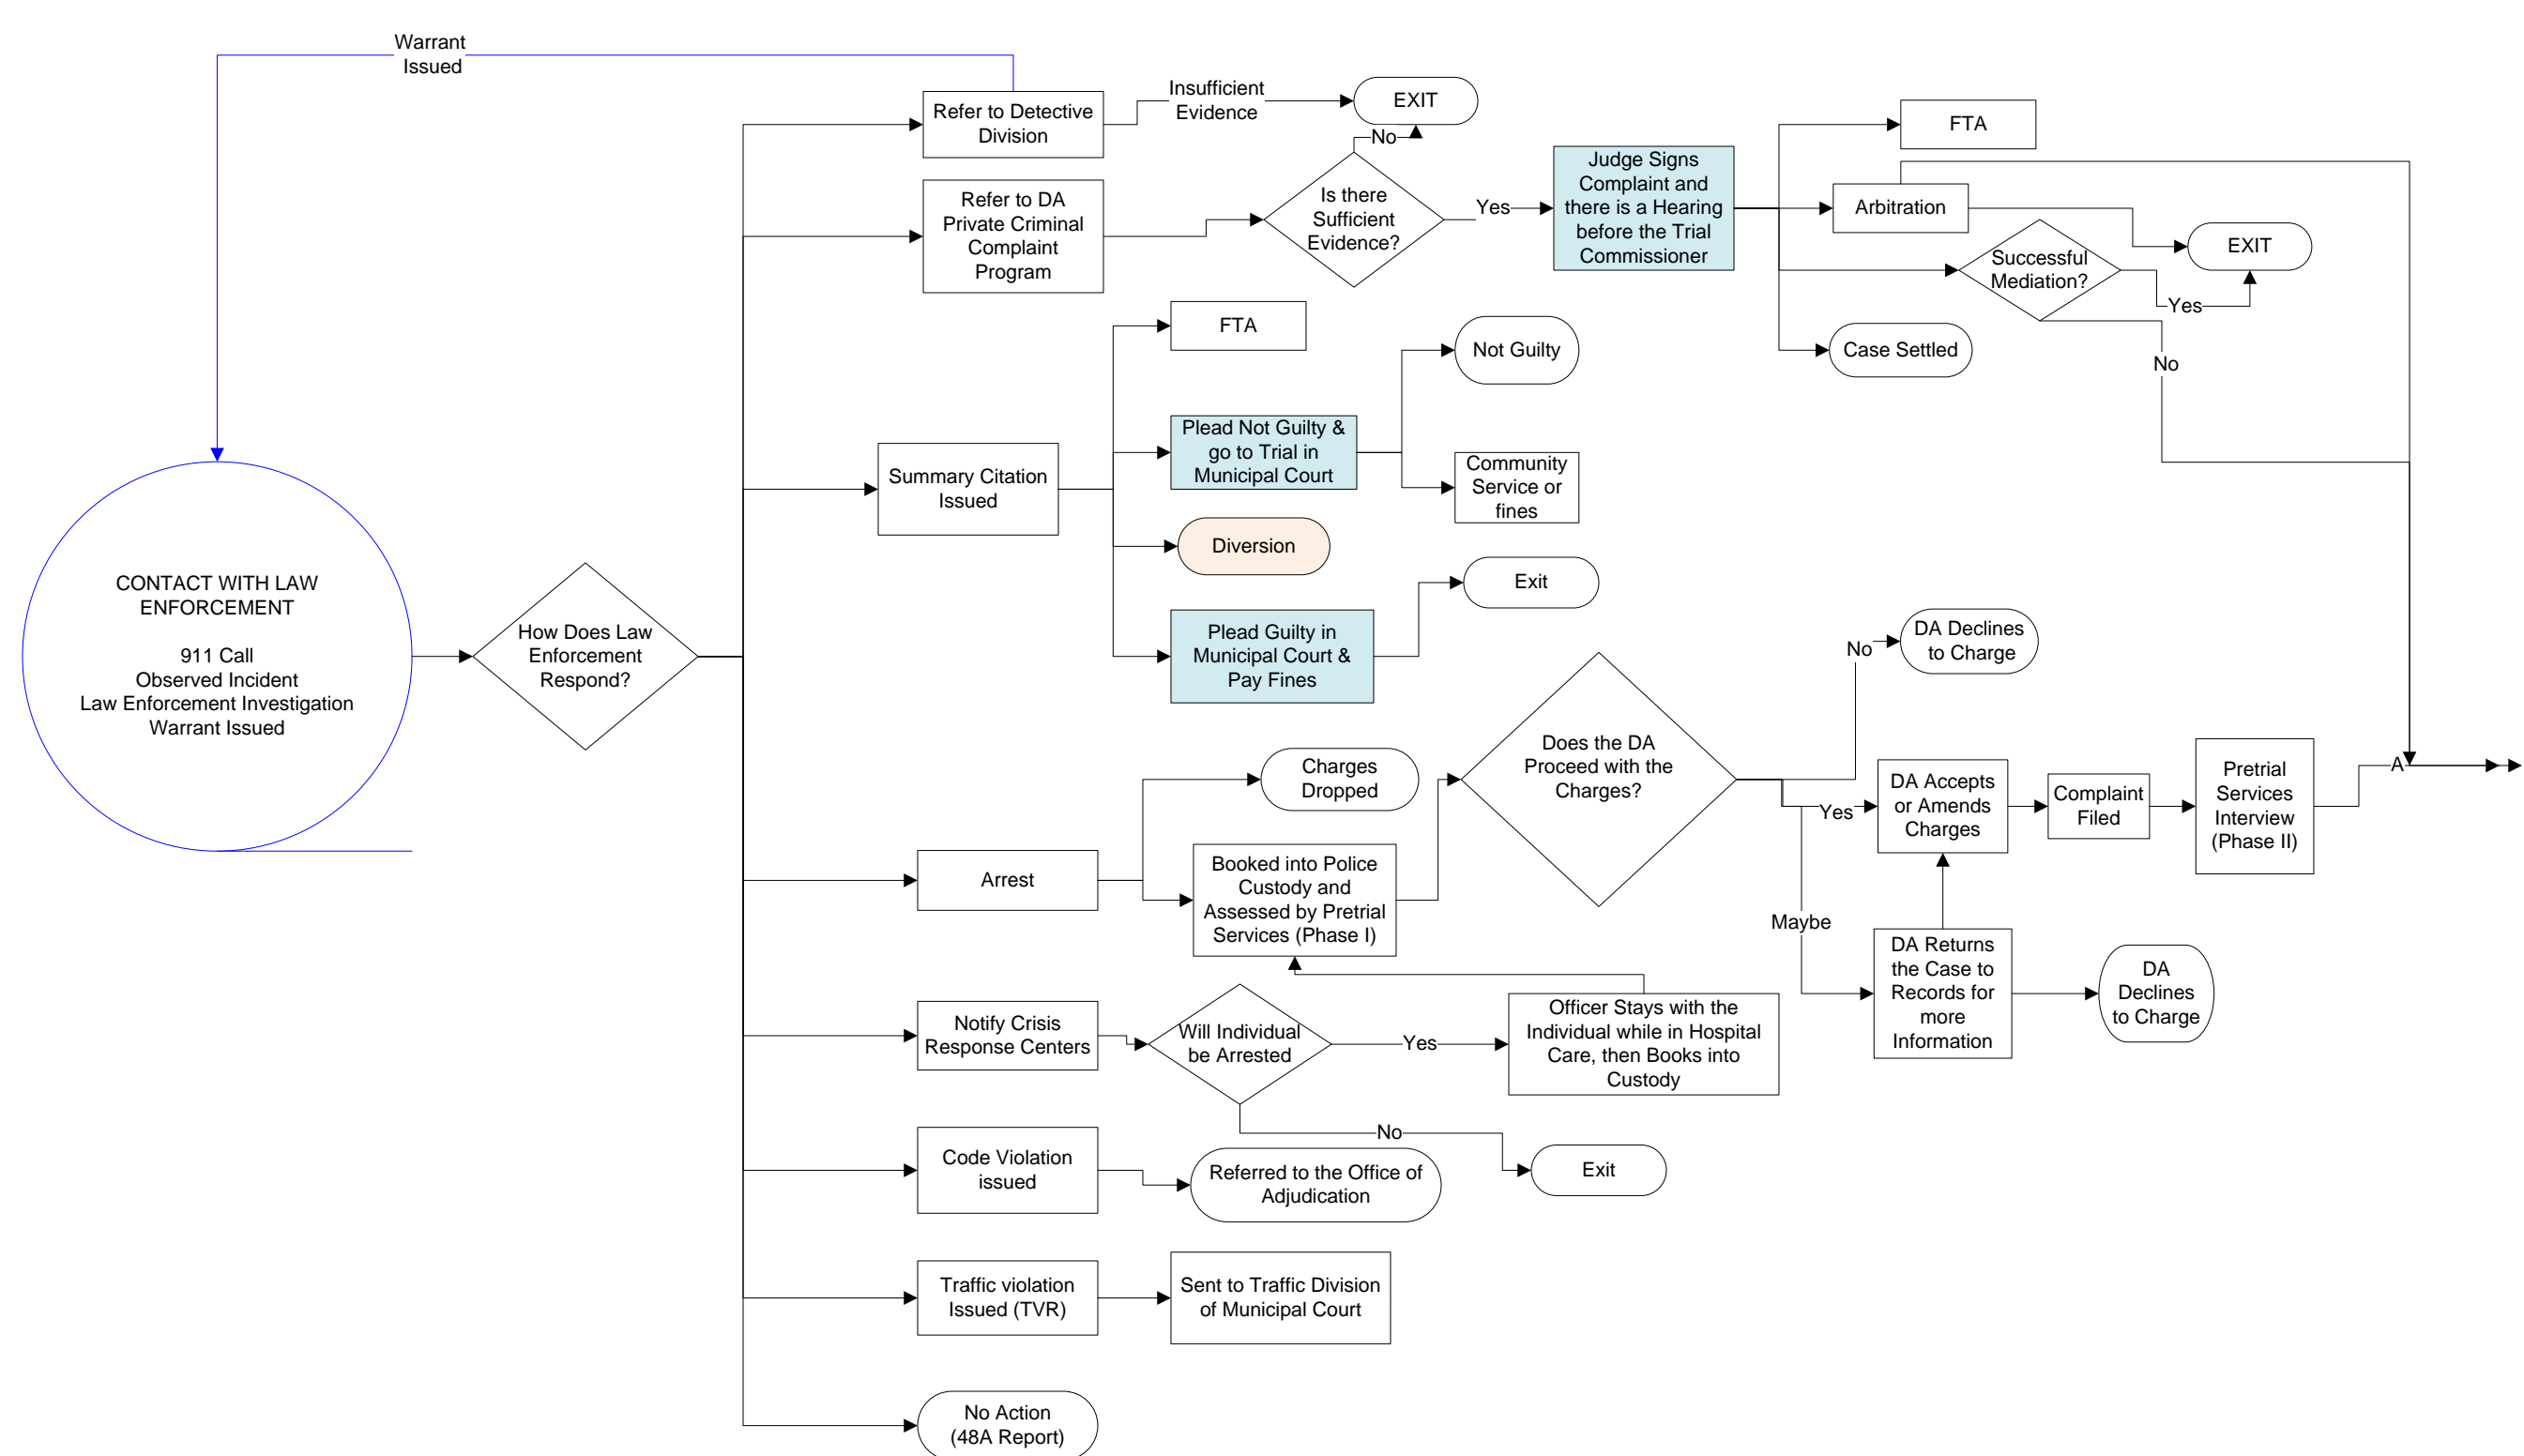 Warrant
Issued
Refer to Detective
Division
Insufficient
Evidence
EXIT
No
Refer to DA
Private Criminal
Complaint
Program
Is there
Sufficient
Evidence?
Yes
Judge Signs
Complaint and
there is a Hearing
before the Trial
Commissioner
FTA
Arbitration
EXIT
Successful
Mediation?
Yes
No
Case Settled
FTA
Not Guilty
Summary Citation
Issued
Plead Not Guilty &
go to Trial in
Municipal Court
Community
Service or
fines
Diversion
Plead Guilty in
Municipal Court &
Pay Fines
Exit
CONTACT WITH LAW
ENFORCEMENT
911 Call
Observed Incident
Law Enforcement Investigation
Warrant Issued
How Does Law
Enforcement
Respond?
Arrest
Charges
Dropped
Booked into Police
Custody and
Assessed by Pretrial
Services (Phase I)
Does the DA
Proceed with the
Charges?
No
DA Declines
to Charge
Yes
DA Accepts
or Amends
Charges
Complaint
Filed
Pretrial
Services
Interview
(Phase II)
A
Maybe
DA Returns
the Case to
Records for
more
Information
DA
Declines
to Charge
Notify Crisis
Response Centers
Will Individual
be Arrested
Yes
Officer Stays with the
Individual while in Hospital
Care, then Books into
Custody
No
Exit
Code Violation
issued
Referred to the Office of
Adjudication
Traffic violation
Issued (TVR)
Sent to Traffic Division
of Municipal Court
No Action
(48A Report)